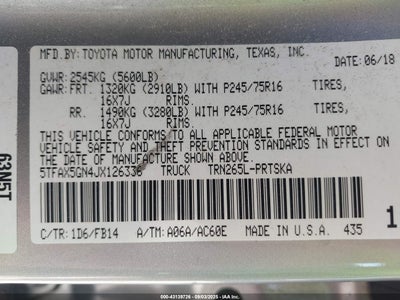 MFD.BY:TOYOTA MOTOR MANUFACTURING, TEXAS, INC.
06/18
GVWR:2545KG (5600LB)
GAWR:FRT. 1320KG (2910LB) WITH P245/75R16 TIRES,
16X7J RIMS.
RR. 1490KG (3280LB) WITH P245/75R16 TIRES,
16X7J RIMS.
THIS VEHICLE CONFORMS TO ALL APPLICABLE FEDERAL MOTOR
VEHICLE SAFETY AND THEFT PREVENTION STANDARDS IN EFFECT
ON THE DATE OF MANUFACTURE SHOWN ABOVE.
5TFAX5GN4JX126336 TRUCK TRN265L-PRTSKA
C/TR:1D6/FB14 A/TM:A06A/AC60E MADE IN U.S.A. 435
63N5T
1
000-43138726 - 09/03/2025 - IAA Inc.